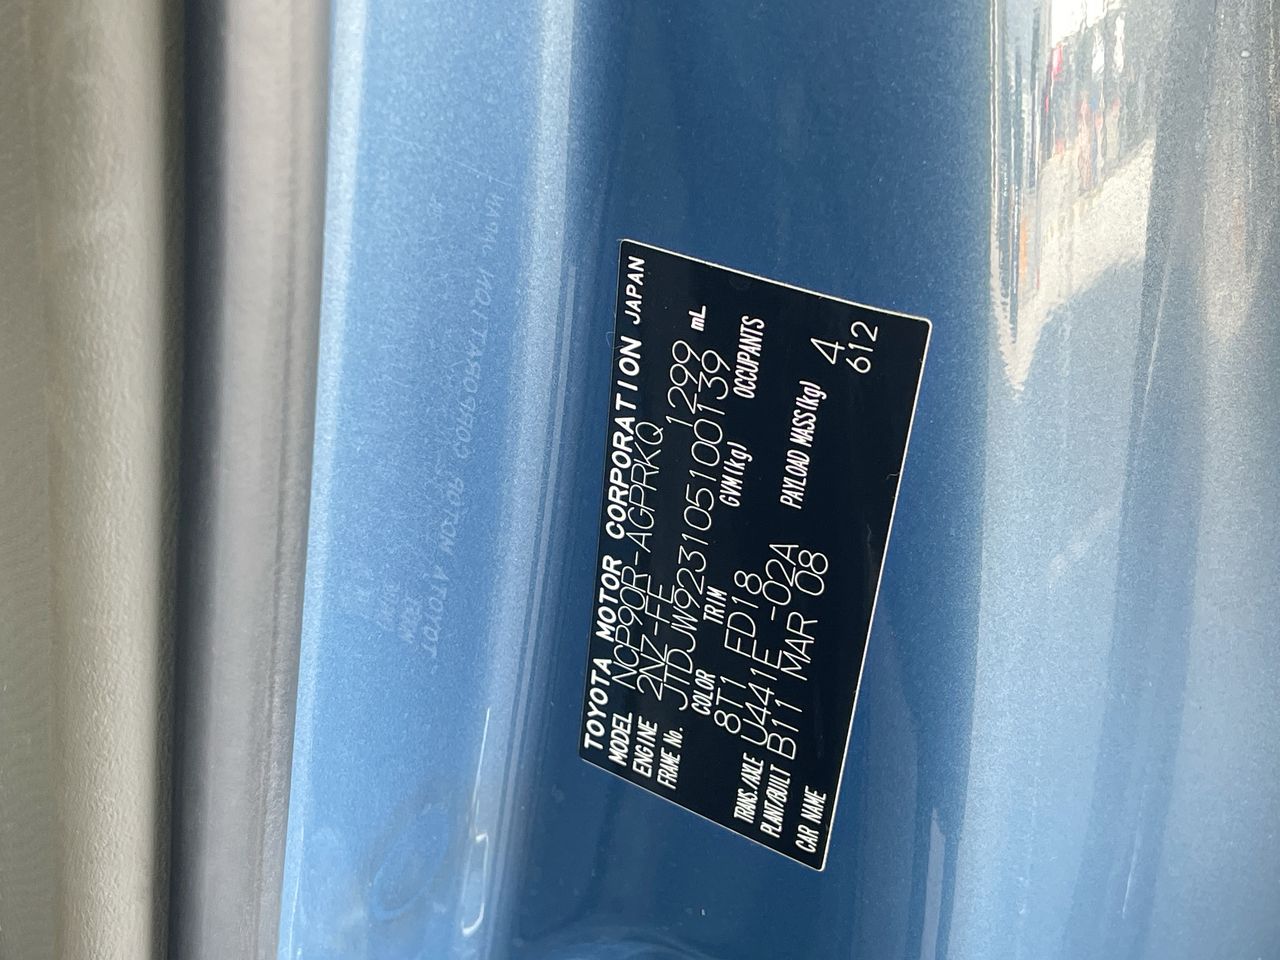 TOYOTA MOTOR CORPORATION JAPAN
MODEL NCP90R-AGPRKQ
ENGINE 2NZ-FE 1299 mL
FRAME No. JTDJW923105100139
COLOR TRIM GVM(kg) OCCUPANTS
8T1 FD18
TRANS./AXLE U441E -02A PAYLOAD MASS(kg) 4
PLANT/BUILT B11 MAR 08 612
CAR NAME